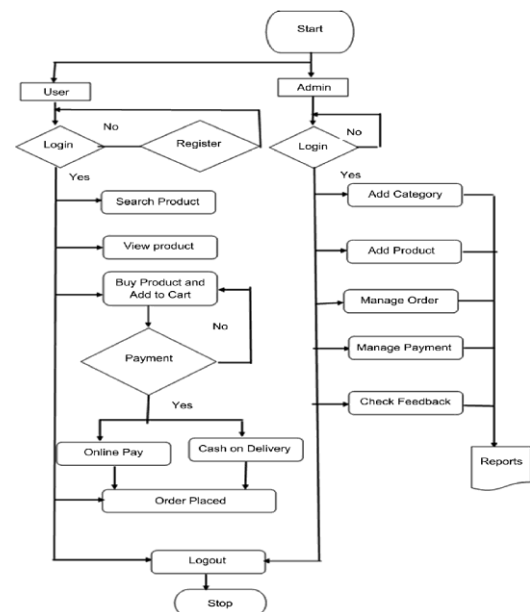 Start
User
Admin
No
Login
Register
No
Login
Yes
Yes
Search Product
Add Category
View product
Add Product
Buy Product and
Add to Cart
Manage Order
No
Payment
Manage Payment
Yes
Check Feedback
Online Pay
Cash on Delivery
Reports
Order Placed
Logout
Stop